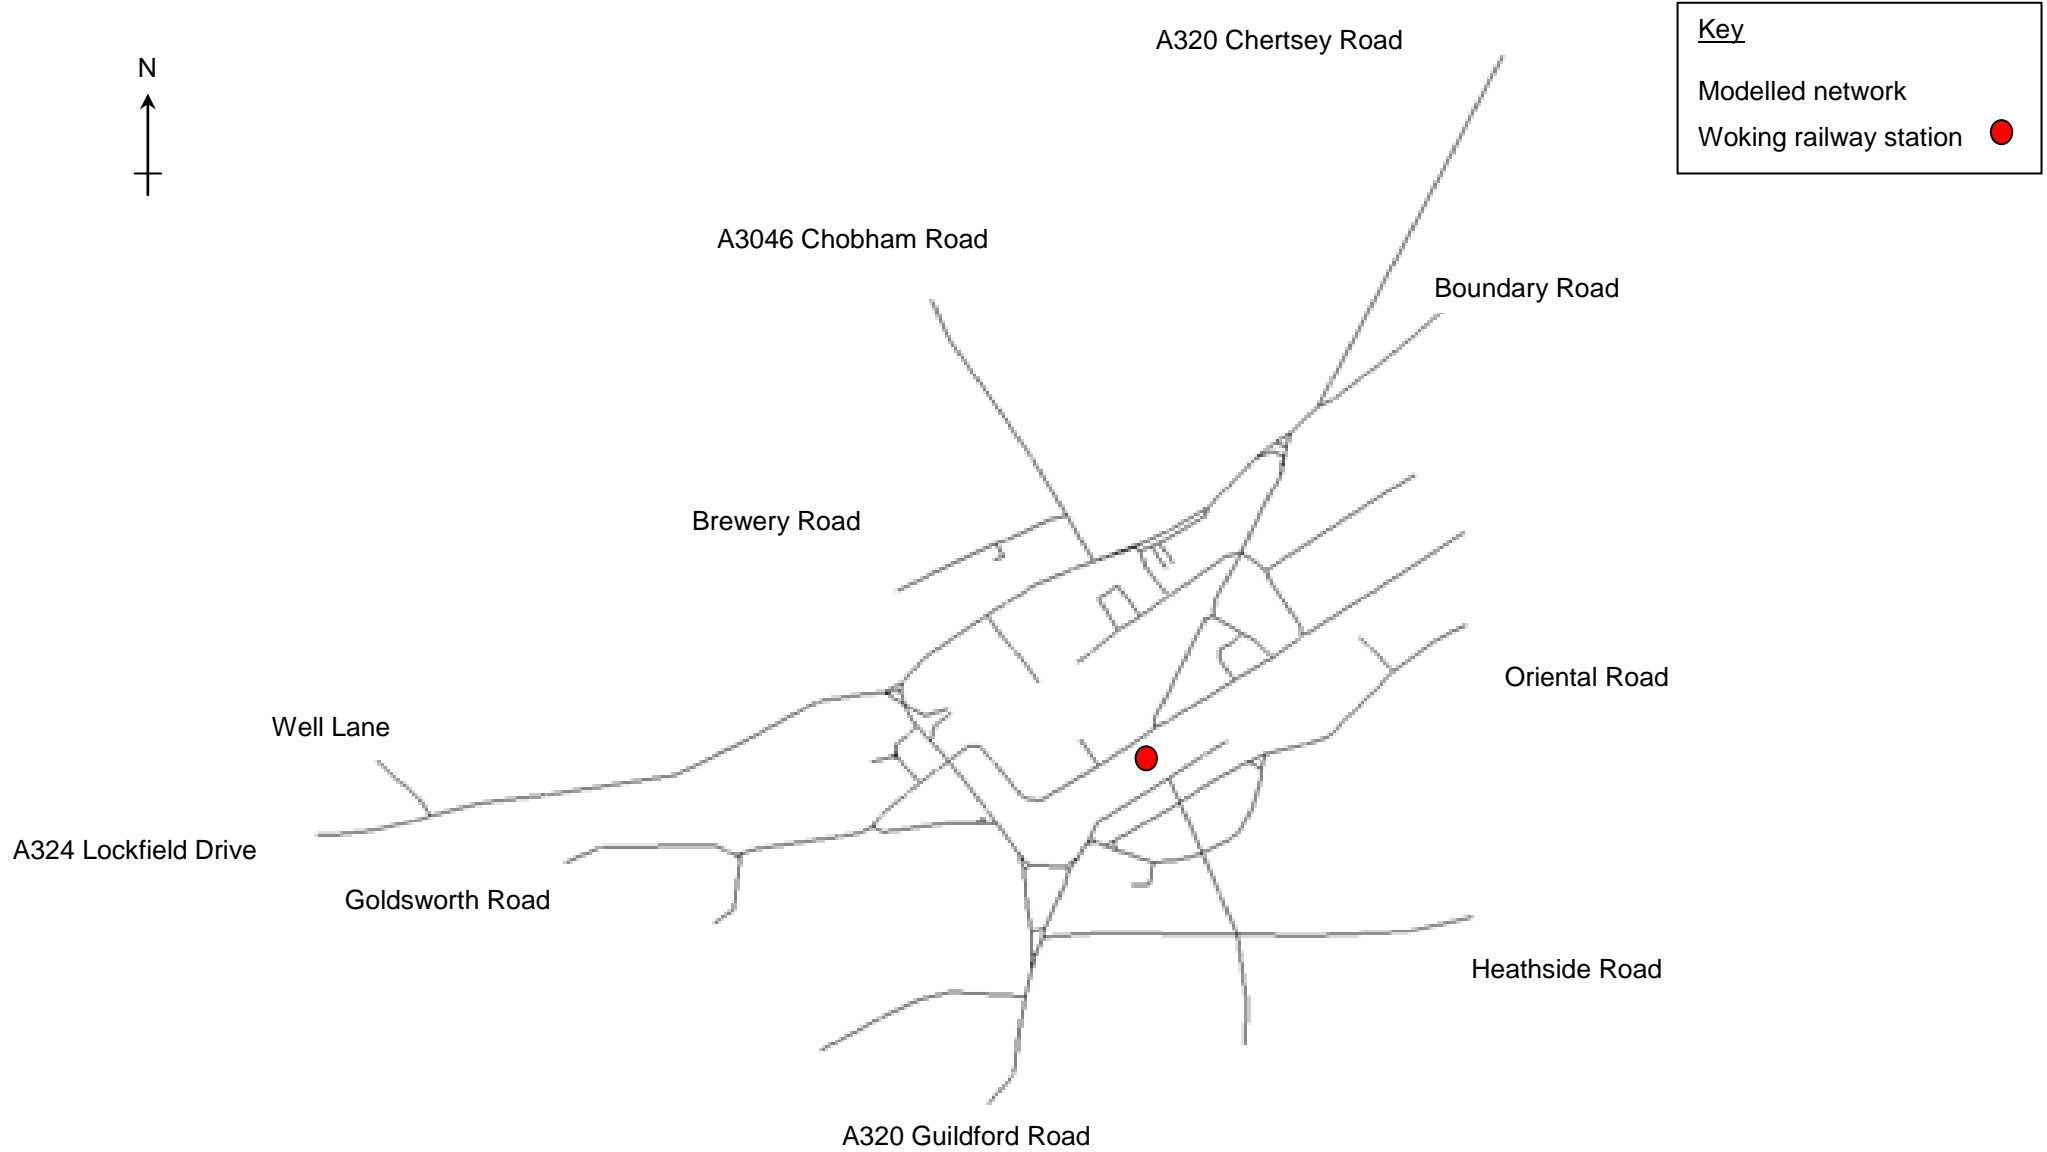 A320 Chertsey Road
Key
N
Modelled network
Woking railway station
A3046 Chobham Road
Boundary Road
Brewery Road
Oriental Road
Well Lane
A324 Lockfield Drive
Goldsworth Road
Heathside Road
A320 Guildford Road